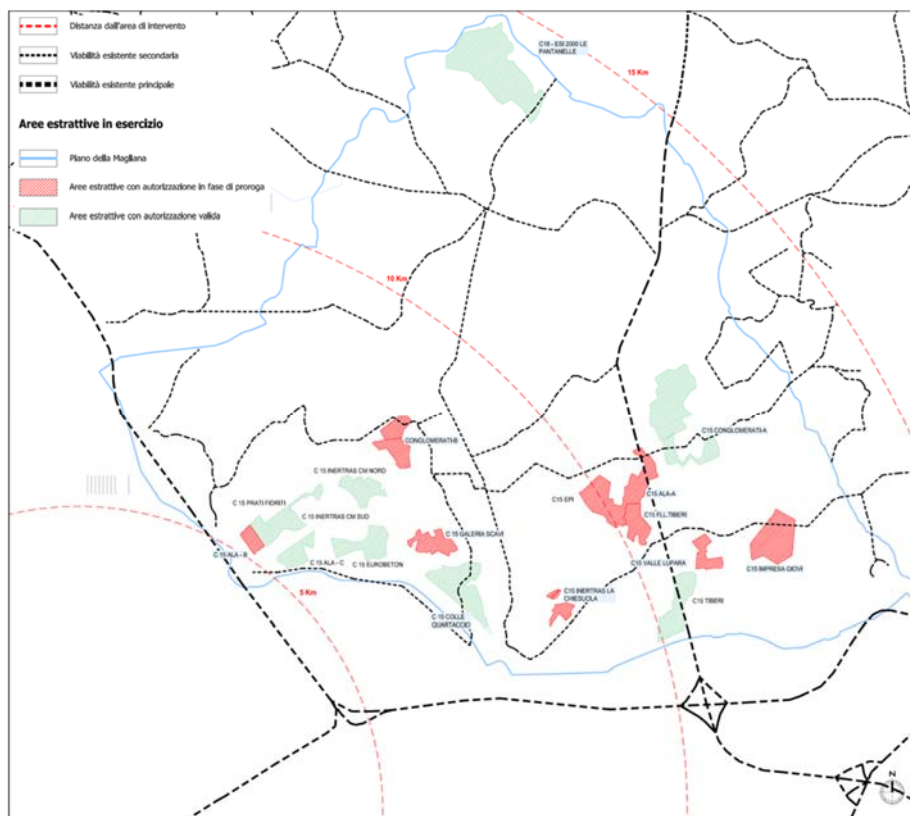 Distanza dall'area di intervento
Viabilità esistente secondaria
Viabilità esistente principale
Aree estrattive in esercizio
Piano della Magliana
Aree estrattive con autorizzazione in fase di proroga
Aree estrattive con autorizzazione valida
C18 - ESI 2000 LE
PANTANELLE
15 Km
10 Km
C15 CONGLOMERATI-A
CONGLOMERATI-B
C 15 INERTRAS CM NORD
C 15 PRATI FIORITI
C15 EPI
C15 ALA-A
C 15 INERTRAS CM SUD
C15 FLL.TIBERI
C 15 GALERIA SCAVI
C15 ALA - B
C 15 ALA - C
C 15 EUROBETON
C15 VALLE LUPARA
C15 IMPRESA GIOVI
5 Km
C15 INERTRAS LA
CHIESUOLA
C15 TIBERI
C 15 COLLE
QUARTACCIO
N